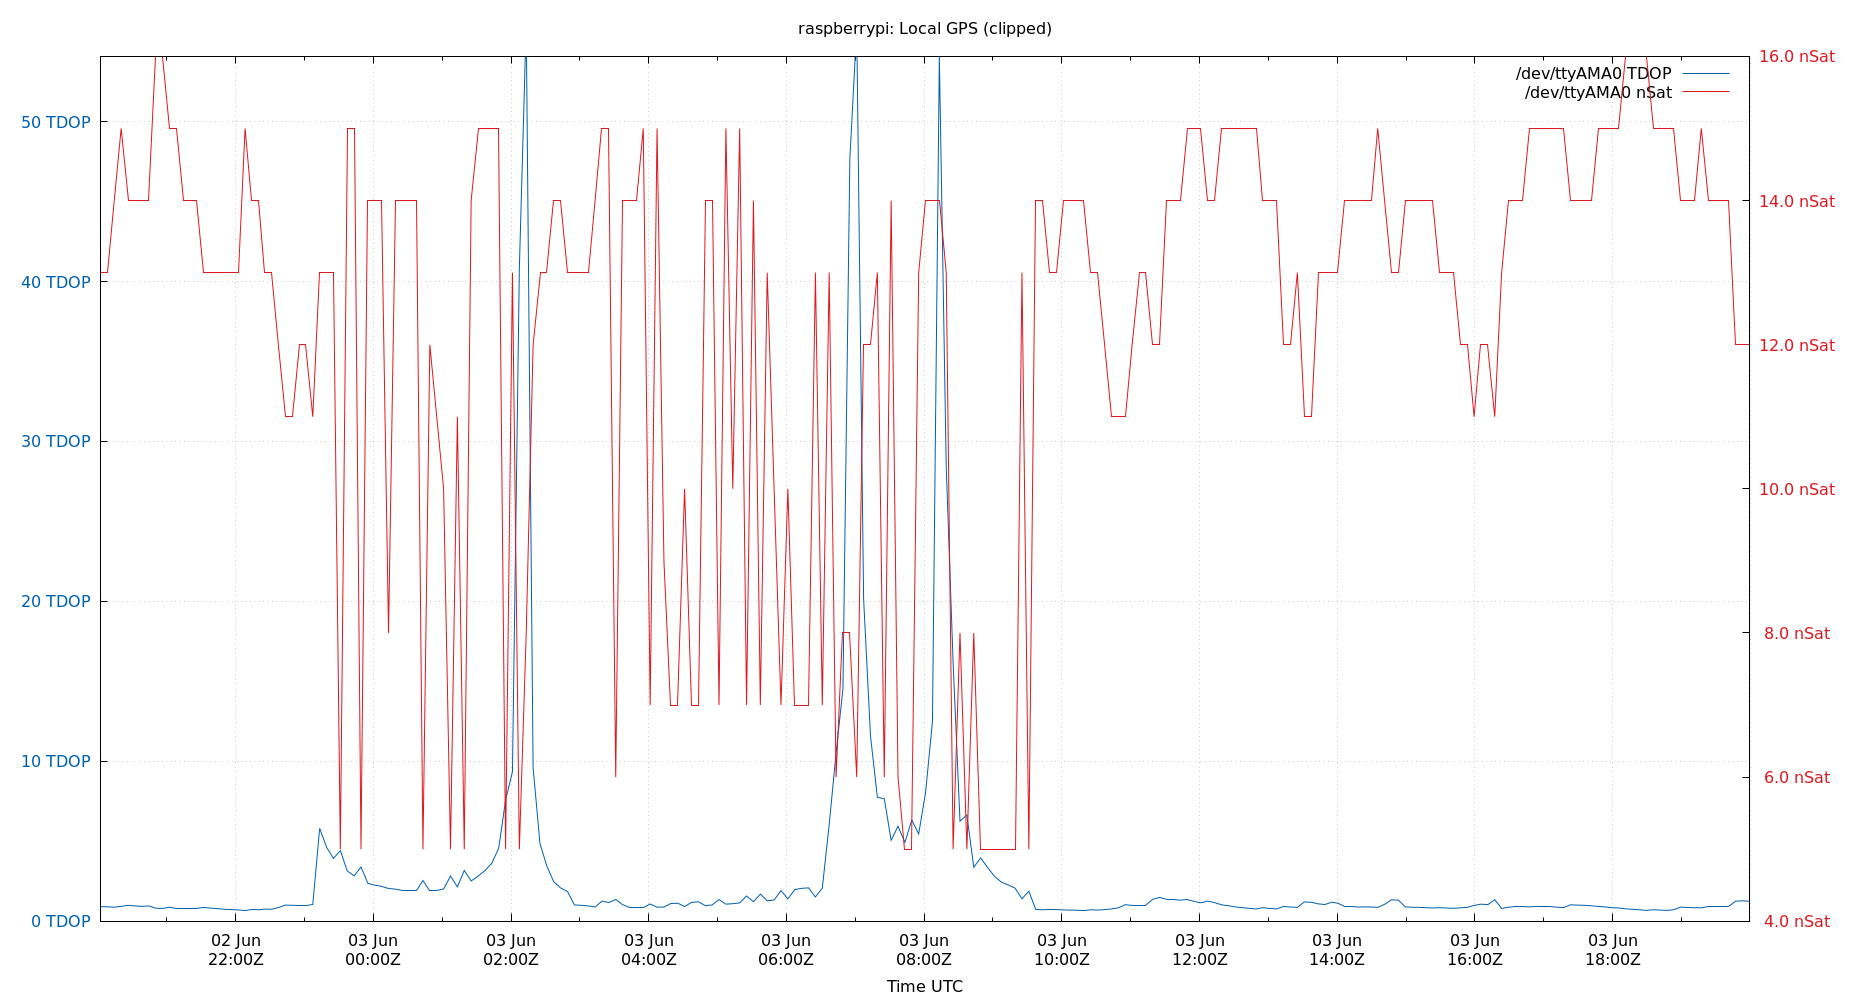 raspberrypi: Local GPS (clipped)
/dev/ttyAMA0 TDOP
/dev/ttyAMA0 nSat
50 TDOP
40 TDOP
30 TDOP
20 TDOP
10 TDOP
0 TDOP
16.0 nSat
14.0 nSat
12.0 nSat
10.0 nSat
8.0 nSat
6.0 nSat
4.0 nSat
02 Jun
22:00Z
03 Jun
00:00Z
03 Jun
02:00Z
03 Jun
04:00Z
03 Jun
06:00Z
03 Jun
08:00Z
03 Jun
10:00Z
03 Jun
12:00Z
03 Jun
14:00Z
03 Jun
16:00Z
03 Jun
18:00Z
Time UTC